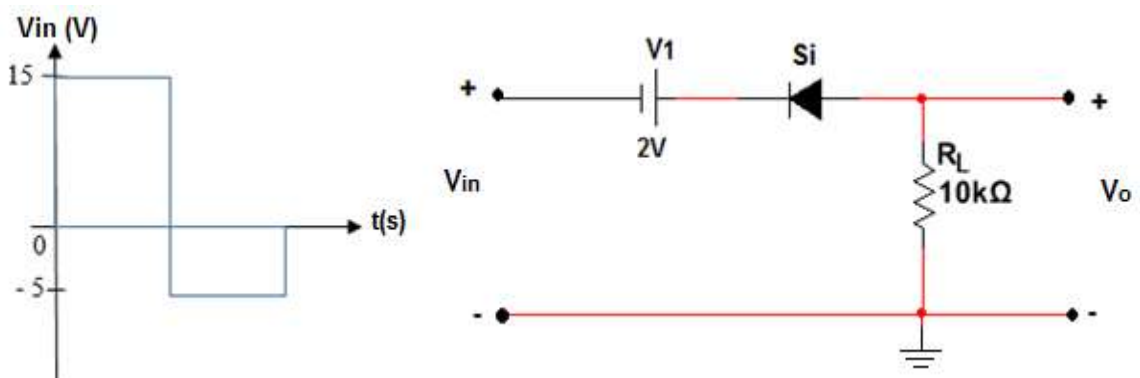 Vin (V)
15
0
- 5
t(s)
V1
2V
Si
+
-
Vin
RL
10kΩ
+
Vo
-